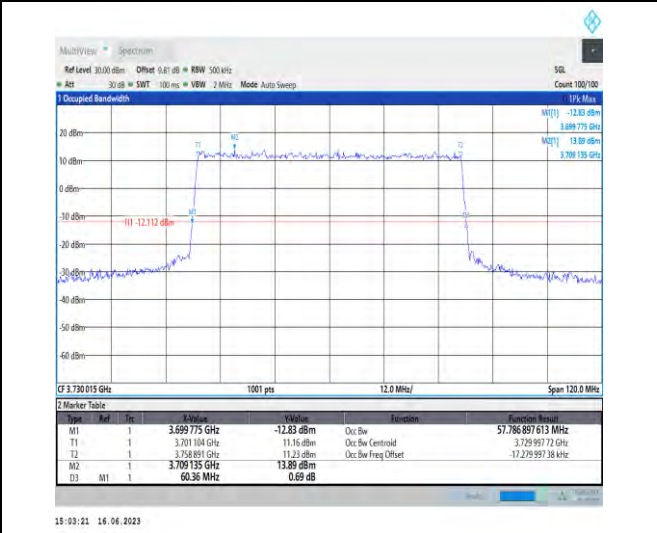 MultiView Spectrum
Ref Level 30.00 dBm Offset 9.81 dB RBW 500 kHz SGL
Att 30 dB SWT 100 ms VBW 2 MHz Mode Auto Sweep Count 100/100
1 Occupied Bandwidth 1Pk Max
M1[1] -12.83 dBm
3.699 775 GHz
M2[1] 13.89 dBm
3.709 135 GHz
20 dBm
M2
T1 T2
10 dBm
0 dBm
-10 dBm M1
H1 -12.112 dBm
-20 dBm
-30 dBm
-40 dBm
-50 dBm
-60 dBm
CF 3.730 015 GHz 1001 pts 12.0 MHz/ Span 120.0 MHz
2 Marker Table
Type Ref Trc X-Value Y-Value Function Function Result
M1 1 3.699 775 GHz -12.83 dBm Occ Bw 57.786 897 613 MHz
T1 1 3.701 104 GHz 11.16 dBm Occ Bw Centroid 3.729 997 72 GHz
T2 1 3.758 891 GHz 11.23 dBm Occ Bw Freq Offset -17.279 997 38 kHz
M2 1 3.709 135 GHz 13.89 dBm
D3 M1 1 60.36 MHz 0.69 dB
15:03:21 16.06.2023